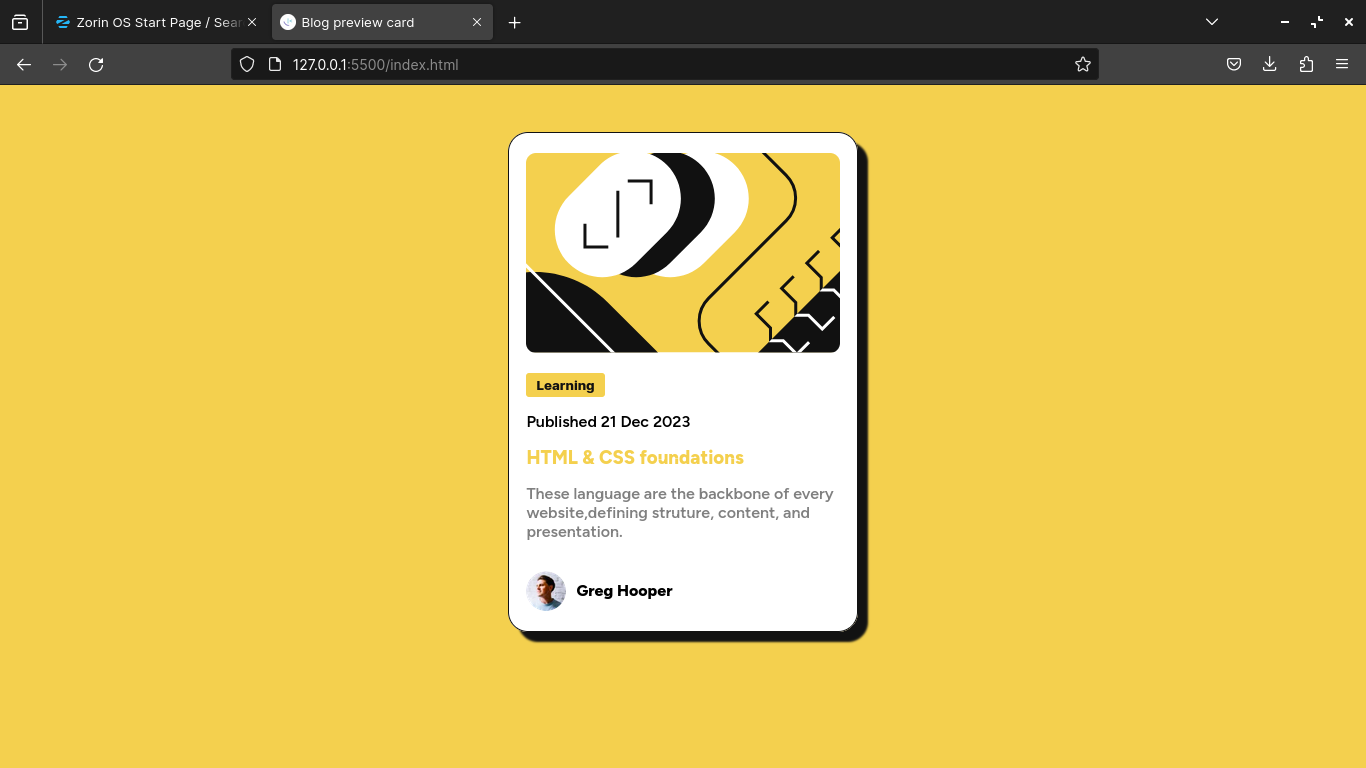 Zorin OS Start Page / Sear
Blog preview card
127.0.0.1:5500/index.html
Learning
Published 21 Dec 2023
HTML & CSS foundations
These language are the backbone of every
website,defining struture, content, and
presentation.
Greg Hooper